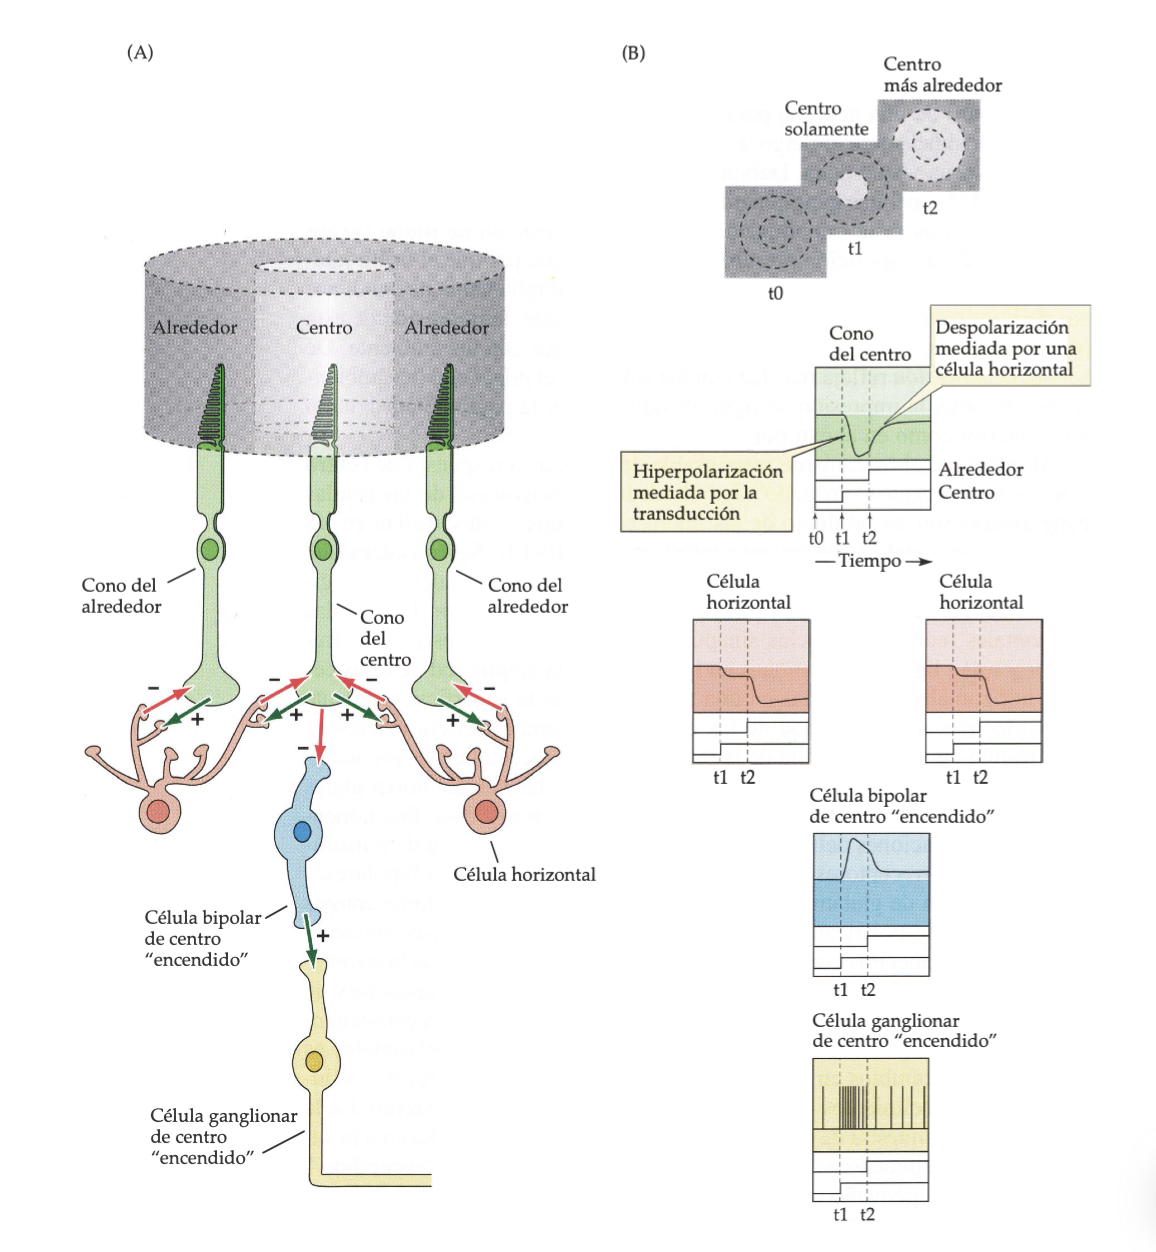 (A)
Alrededor
Centro
Alrededor
Cono del
alrededor
Cono
del
centro
Cono del
alrededor
−
+
−
+
−
+
+
−
−
Célula horizontal
Célula bipolar
de centro
“encendido”
+
Célula ganglionar
de centro
“encendido”
(B)
Centro
más alrededor
Centro
solamente
t2
t1
t0
Cono
del centro
Despolarización
mediada por una
célula horizontal
Hiperpolarización
mediada por la
transducción
Alrededor
Centro
t0 t1 t2
Tiempo
Célula
horizontal
t1 t2
Célula
horizontal
t1 t2
Célula bipolar
de centro “encendido”
t1 t2
Célula ganglionar
de centro “encendido”
t1 t2